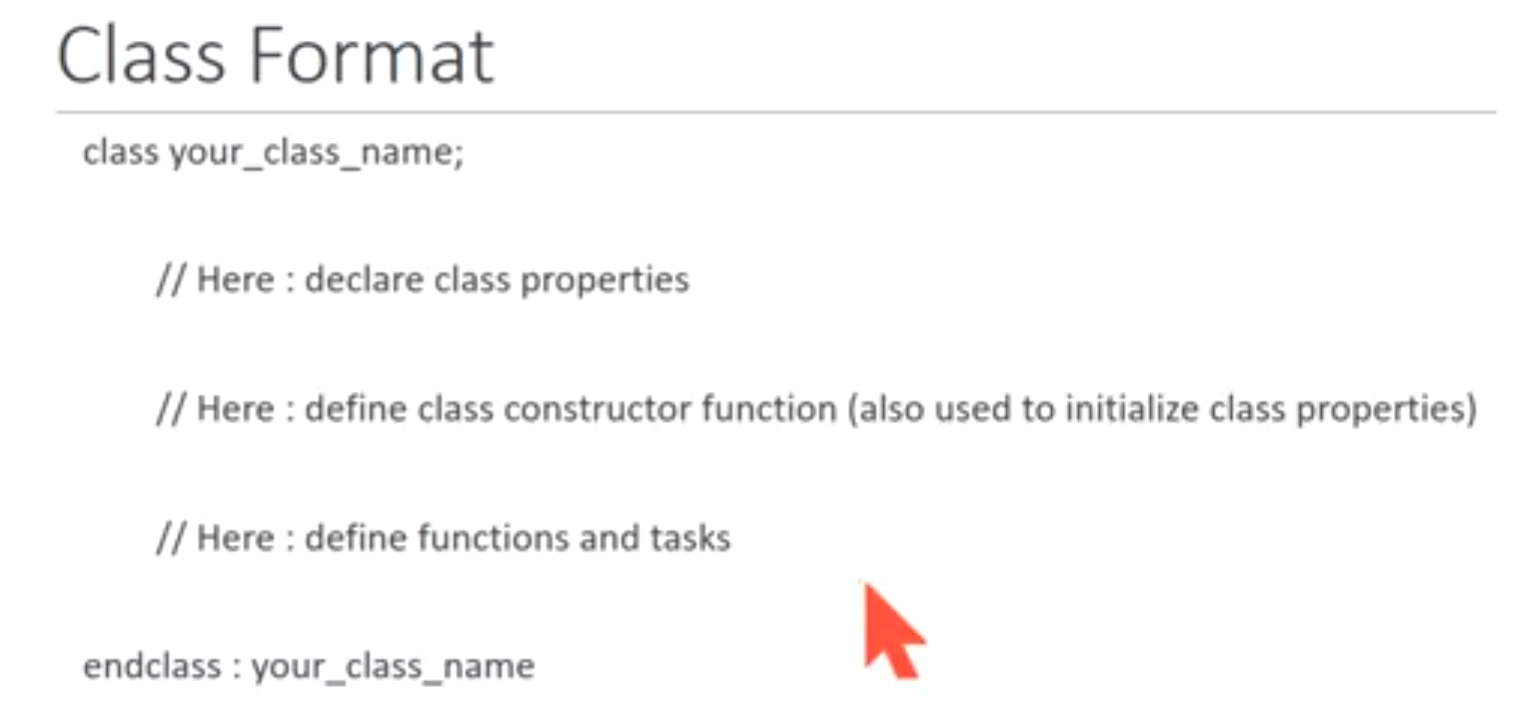 Class Format
class your_class_name;
// Here : declare class properties
// Here : define class constructor function (also used to initialize class properties)
// Here : define functions and tasks
endclass : your_class_name